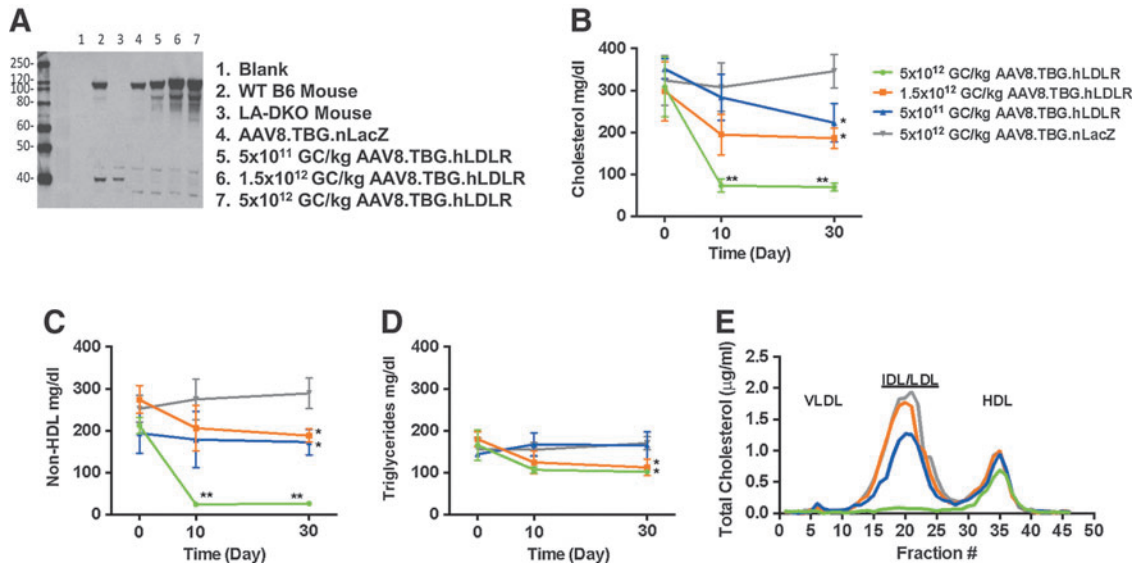 A
1 2 3 4 5 6 7
250-
120-
100-
80-
60-
50-
40-
1. Blank
2. WT B6 Mouse
3. LA-DKO Mouse
4. AAV8.TBG.nLacZ
5. 5x10¹¹ GC/kg AAV8.TBG.hLDLR
6. 1.5x10¹² GC/kg AAV8.TBG.hLDLR
7. 5x10¹² GC/kg AAV8.TBG.hLDLR
B
Cholesterol mg/dl
400
300
200
100
0
** ** * *
0 10 30
Time (Day)
5x10¹² GC/kg AAV8.TBG.hLDLR
1.5x10¹² GC/kg AAV8.TBG.hLDLR
5x10¹¹ GC/kg AAV8.TBG.hLDLR
5x10¹² GC/kg AAV8.TBG.nLacZ
C
Non-HDL mg/dl
400
300
200
100
0
** ** * *
0 10 30
Time (Day)
D
Triglycerides mg/dl
400
300
200
100
0
* *
0 10 30
Time (Day)
E
Total Cholesterol (µg/ml)
2.5
2.0
1.5
1.0
0.5
0.0
VLDL IDL/LDL HDL
0 5 10 15 20 25 30 35 40 45 50
Fraction #